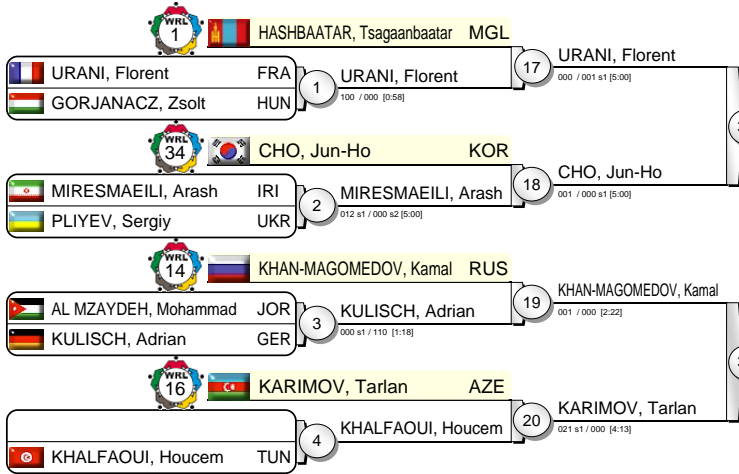 WRL
1
HASHBAATAR, Tsagaanbaatar MGL
URANI, Florent FRA
GORJANACZ, Zsolt HUN
1
URANI, Florent
100 / 000 [0:58]
17
URANI, Florent
000 / 001 s1 [5:00]
WRL
34
CHO, Jun-Ho KOR
MIRESMAEILI, Arash IRI
PLIYEV, Sergiy UKR
2
MIRESMAEILI, Arash
012 s1 / 000 s2 [5:00]
18
CHO, Jun-Ho
001 / 000 s1 [5:00]
WRL
14
KHAN-MAGOMEDOV, Kamal RUS
AL MZAYDEH, Mohammad JOR
KULISCH, Adrian GER
3
KULISCH, Adrian
000 s1 / 110 [1:18]
19
KHAN-MAGOMEDOV, Kamal
001 / 000 [2:22]
WRL
16
KARIMOV, Tarlan AZE
KHALFAOUI, Houcem TUN
4
KHALFAOUI, Houcem
20
KARIMOV, Tarlan
021 s1 / 000 [4:13]